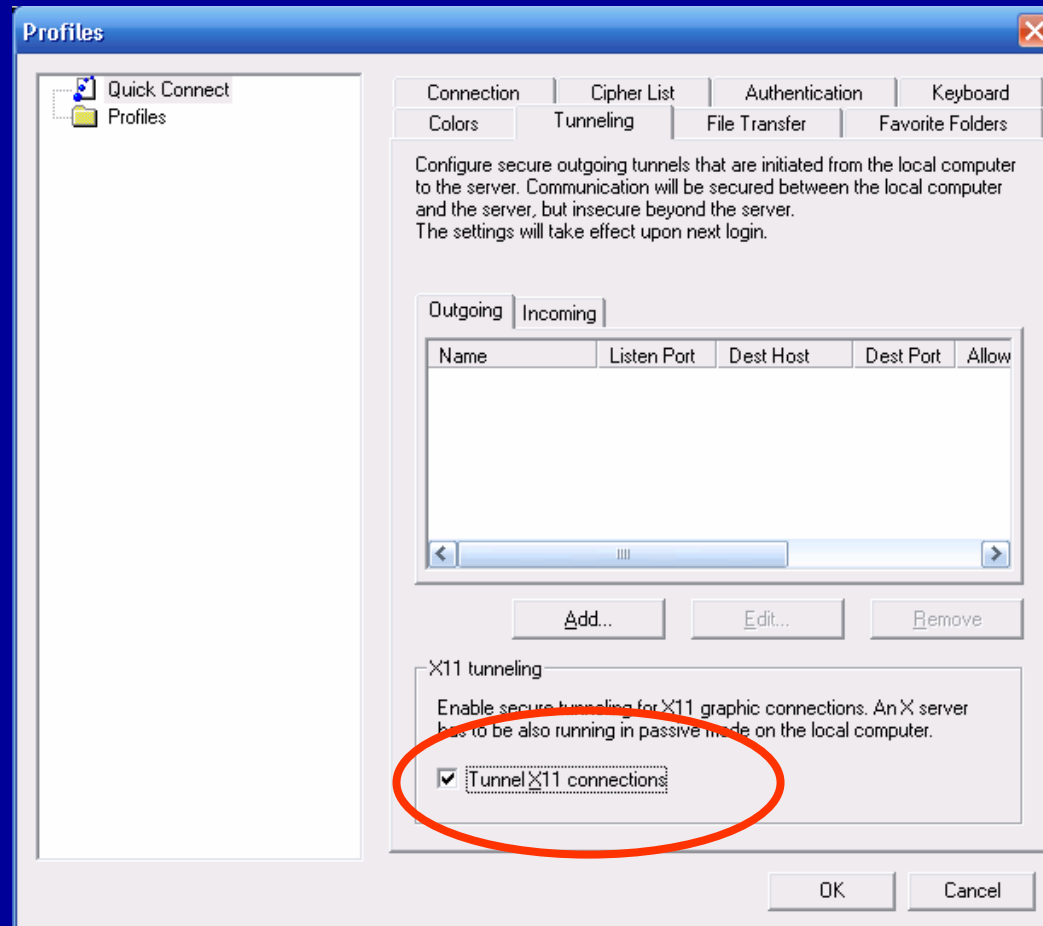 Profiles
Quick Connect
Profiles
Connection Cipher List Authentication Keyboard
Colors Tunneling File Transfer Favorite Folders
Configure secure outgoing tunnels that are initiated from the local computer
to the server. Communication will be secured between the local computer
and the server, but insecure beyond the server.
The settings will take effect upon next login.
Outgoing Incoming
Name Listen Port Dest Host Dest Port Allow
Add... Edit... Remove
X11 tunneling
Enable secure tunneling for X11 graphic connections. An X server
has to be also running in passive mode on the local computer.
Tunnel X11 connections
OK Cancel